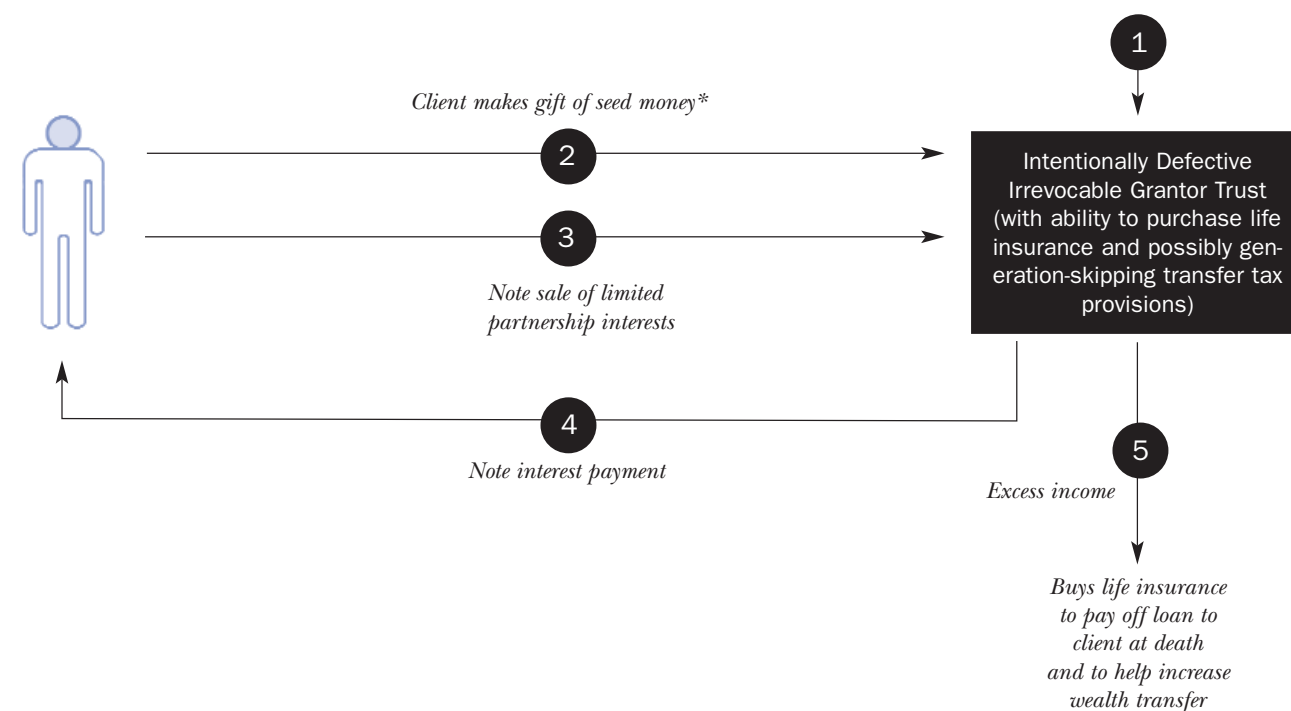 1
Client makes gift of seed money*
2
Intentionally Defective
Irrevocable Grantor Trust
(with ability to purchase life
insurance and possibly gen-
eration-skipping transfer tax
provisions)
3
Note sale of limited
partnership interests
4
Note interest payment
5
Excess income
Buys life insurance
to pay off loan to
client at death
and to help increase
wealth transfer